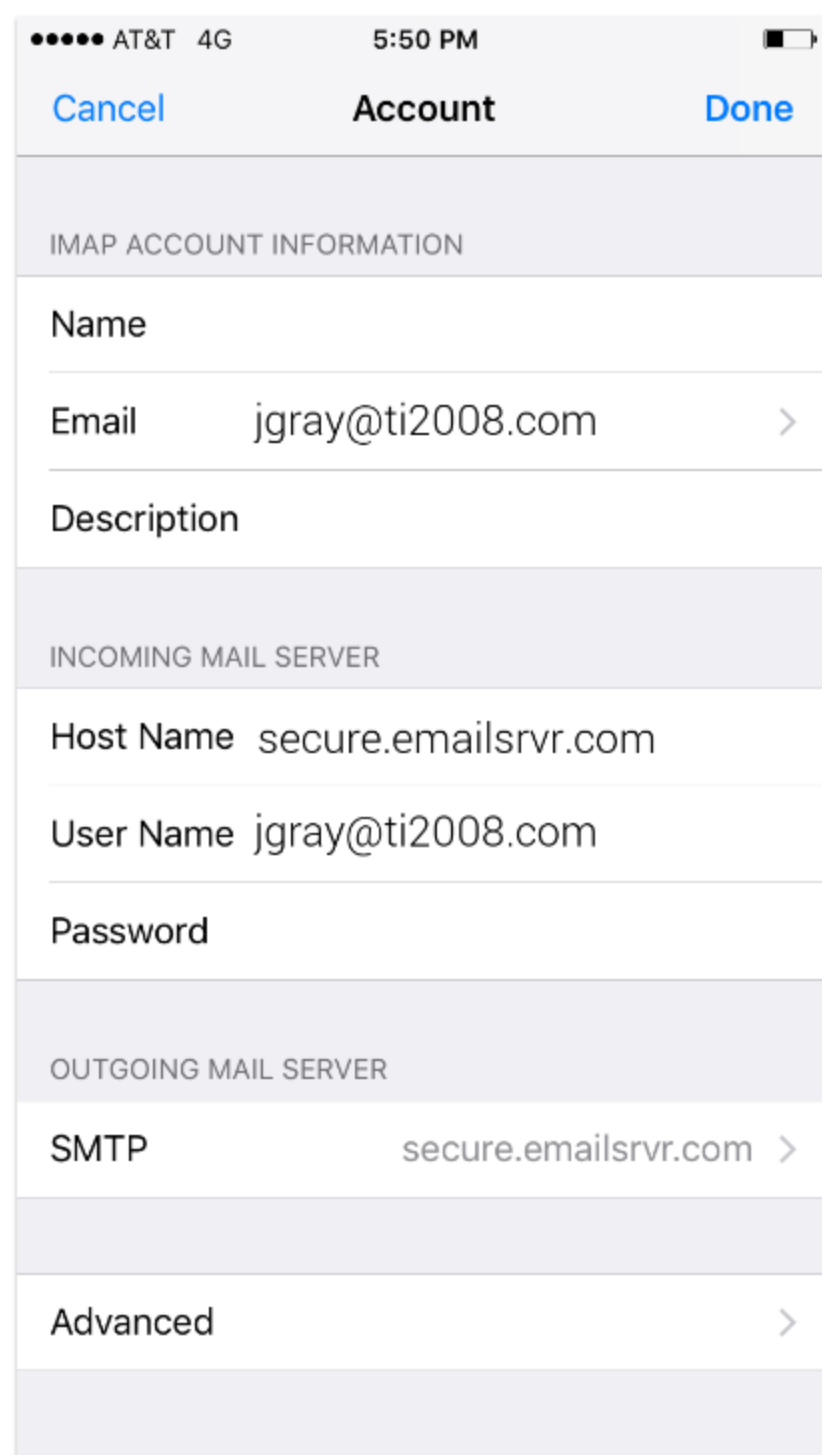 AT&T 4G 5:50 PM
Cancel Account Done
IMAP ACCOUNT INFORMATION
Name
Email jgray@ti2008.com
Description
INCOMING MAIL SERVER
Host Name secure.emailsrvr.com
User Name jgray@ti2008.com
Password
OUTGOING MAIL SERVER
SMTP secure.emailsrvr.com
Advanced